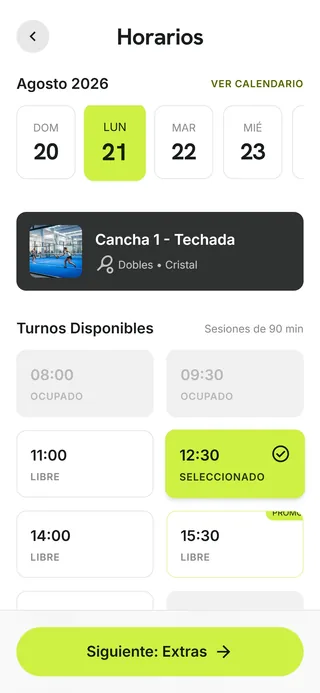 Horarios
Agosto 2026
VER CALENDARIO
DOM
20
LUN
21
MAR
22
MIÉ
23
Cancha 1 - Techada
Dobles • Cristal
Turnos Disponibles
Sesiones de 90 min
08:00
OCUPADO
09:30
OCUPADO
11:00
LIBRE
12:30
SELECCIONADO
14:00
LIBRE
PROMO
15:30
LIBRE
Siguiente: Extras